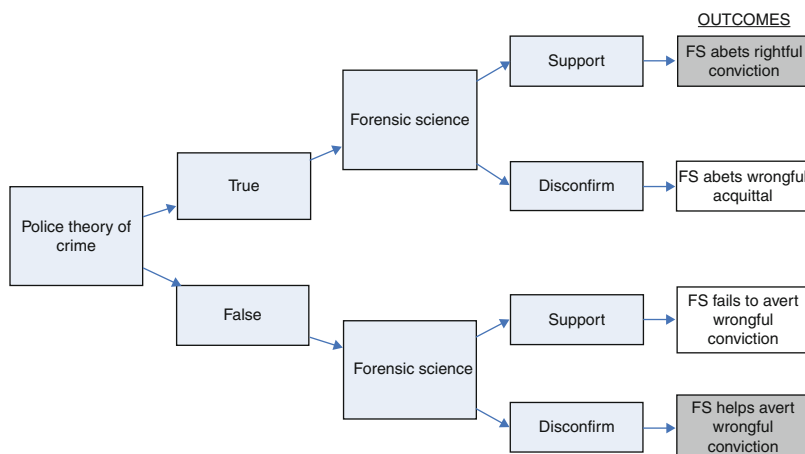 OUTCOMES
Support
FS abets rightful
conviction
Forensic science
True
Disconfirm
FS abets wrongful
acquittal
Police theory of
crime
False
Support
FS fails to avert
wrongful
conviction
Forensic science
Disconfirm
FS helps avert
wrongful
conviction